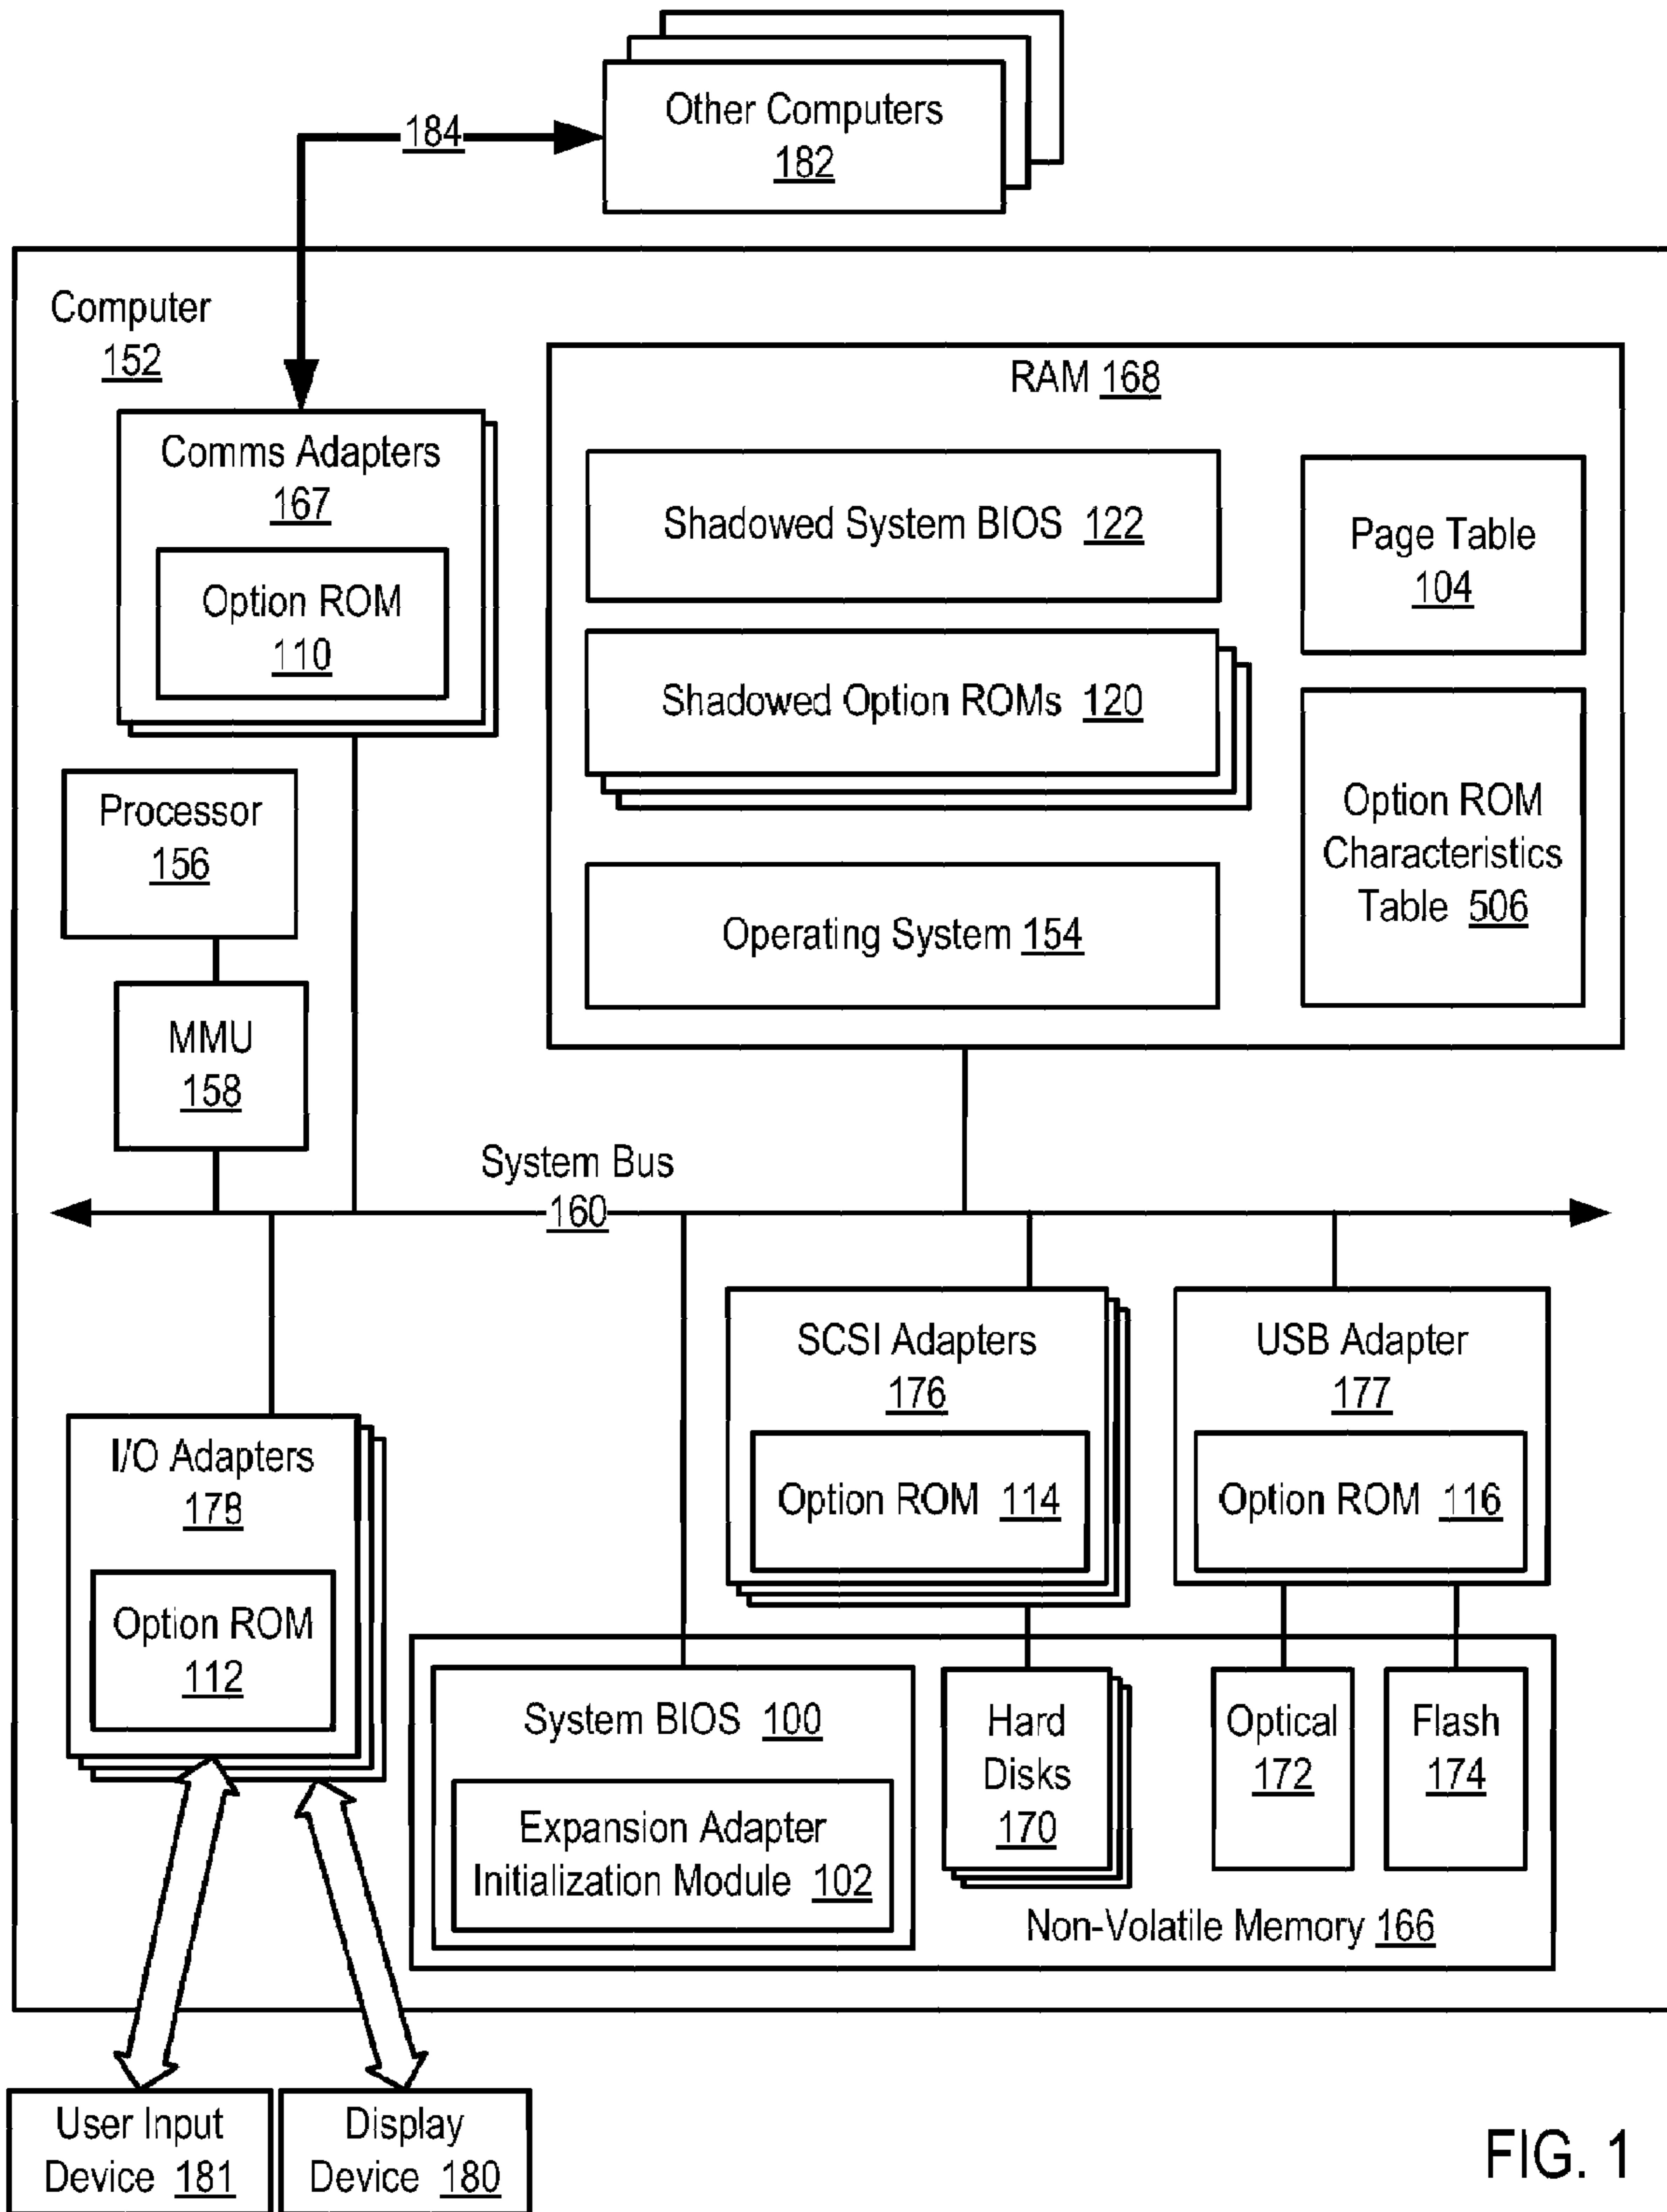 Other Computers
182
184
Computer
152
RAM 168
Comms Adapters
167
Option ROM
110
Shadowed System BIOS 122
Page Table
104
Shadowed Option ROMs 120
Option ROM
Characteristics
Table 506
Processor
156
Operating System 154
MMU
158
System Bus
160
SCSI Adapters
176
Option ROM 114
USB Adapter
177
Option ROM 116
I/O Adapters
178
Option ROM
112
System BIOS 100
Expansion Adapter
Initialization Module 102
Hard
Disks
170
Optical
172
Flash
174
Non-Volatile Memory 166
User Input
Device 181
Display
Device 180
FIG. 1